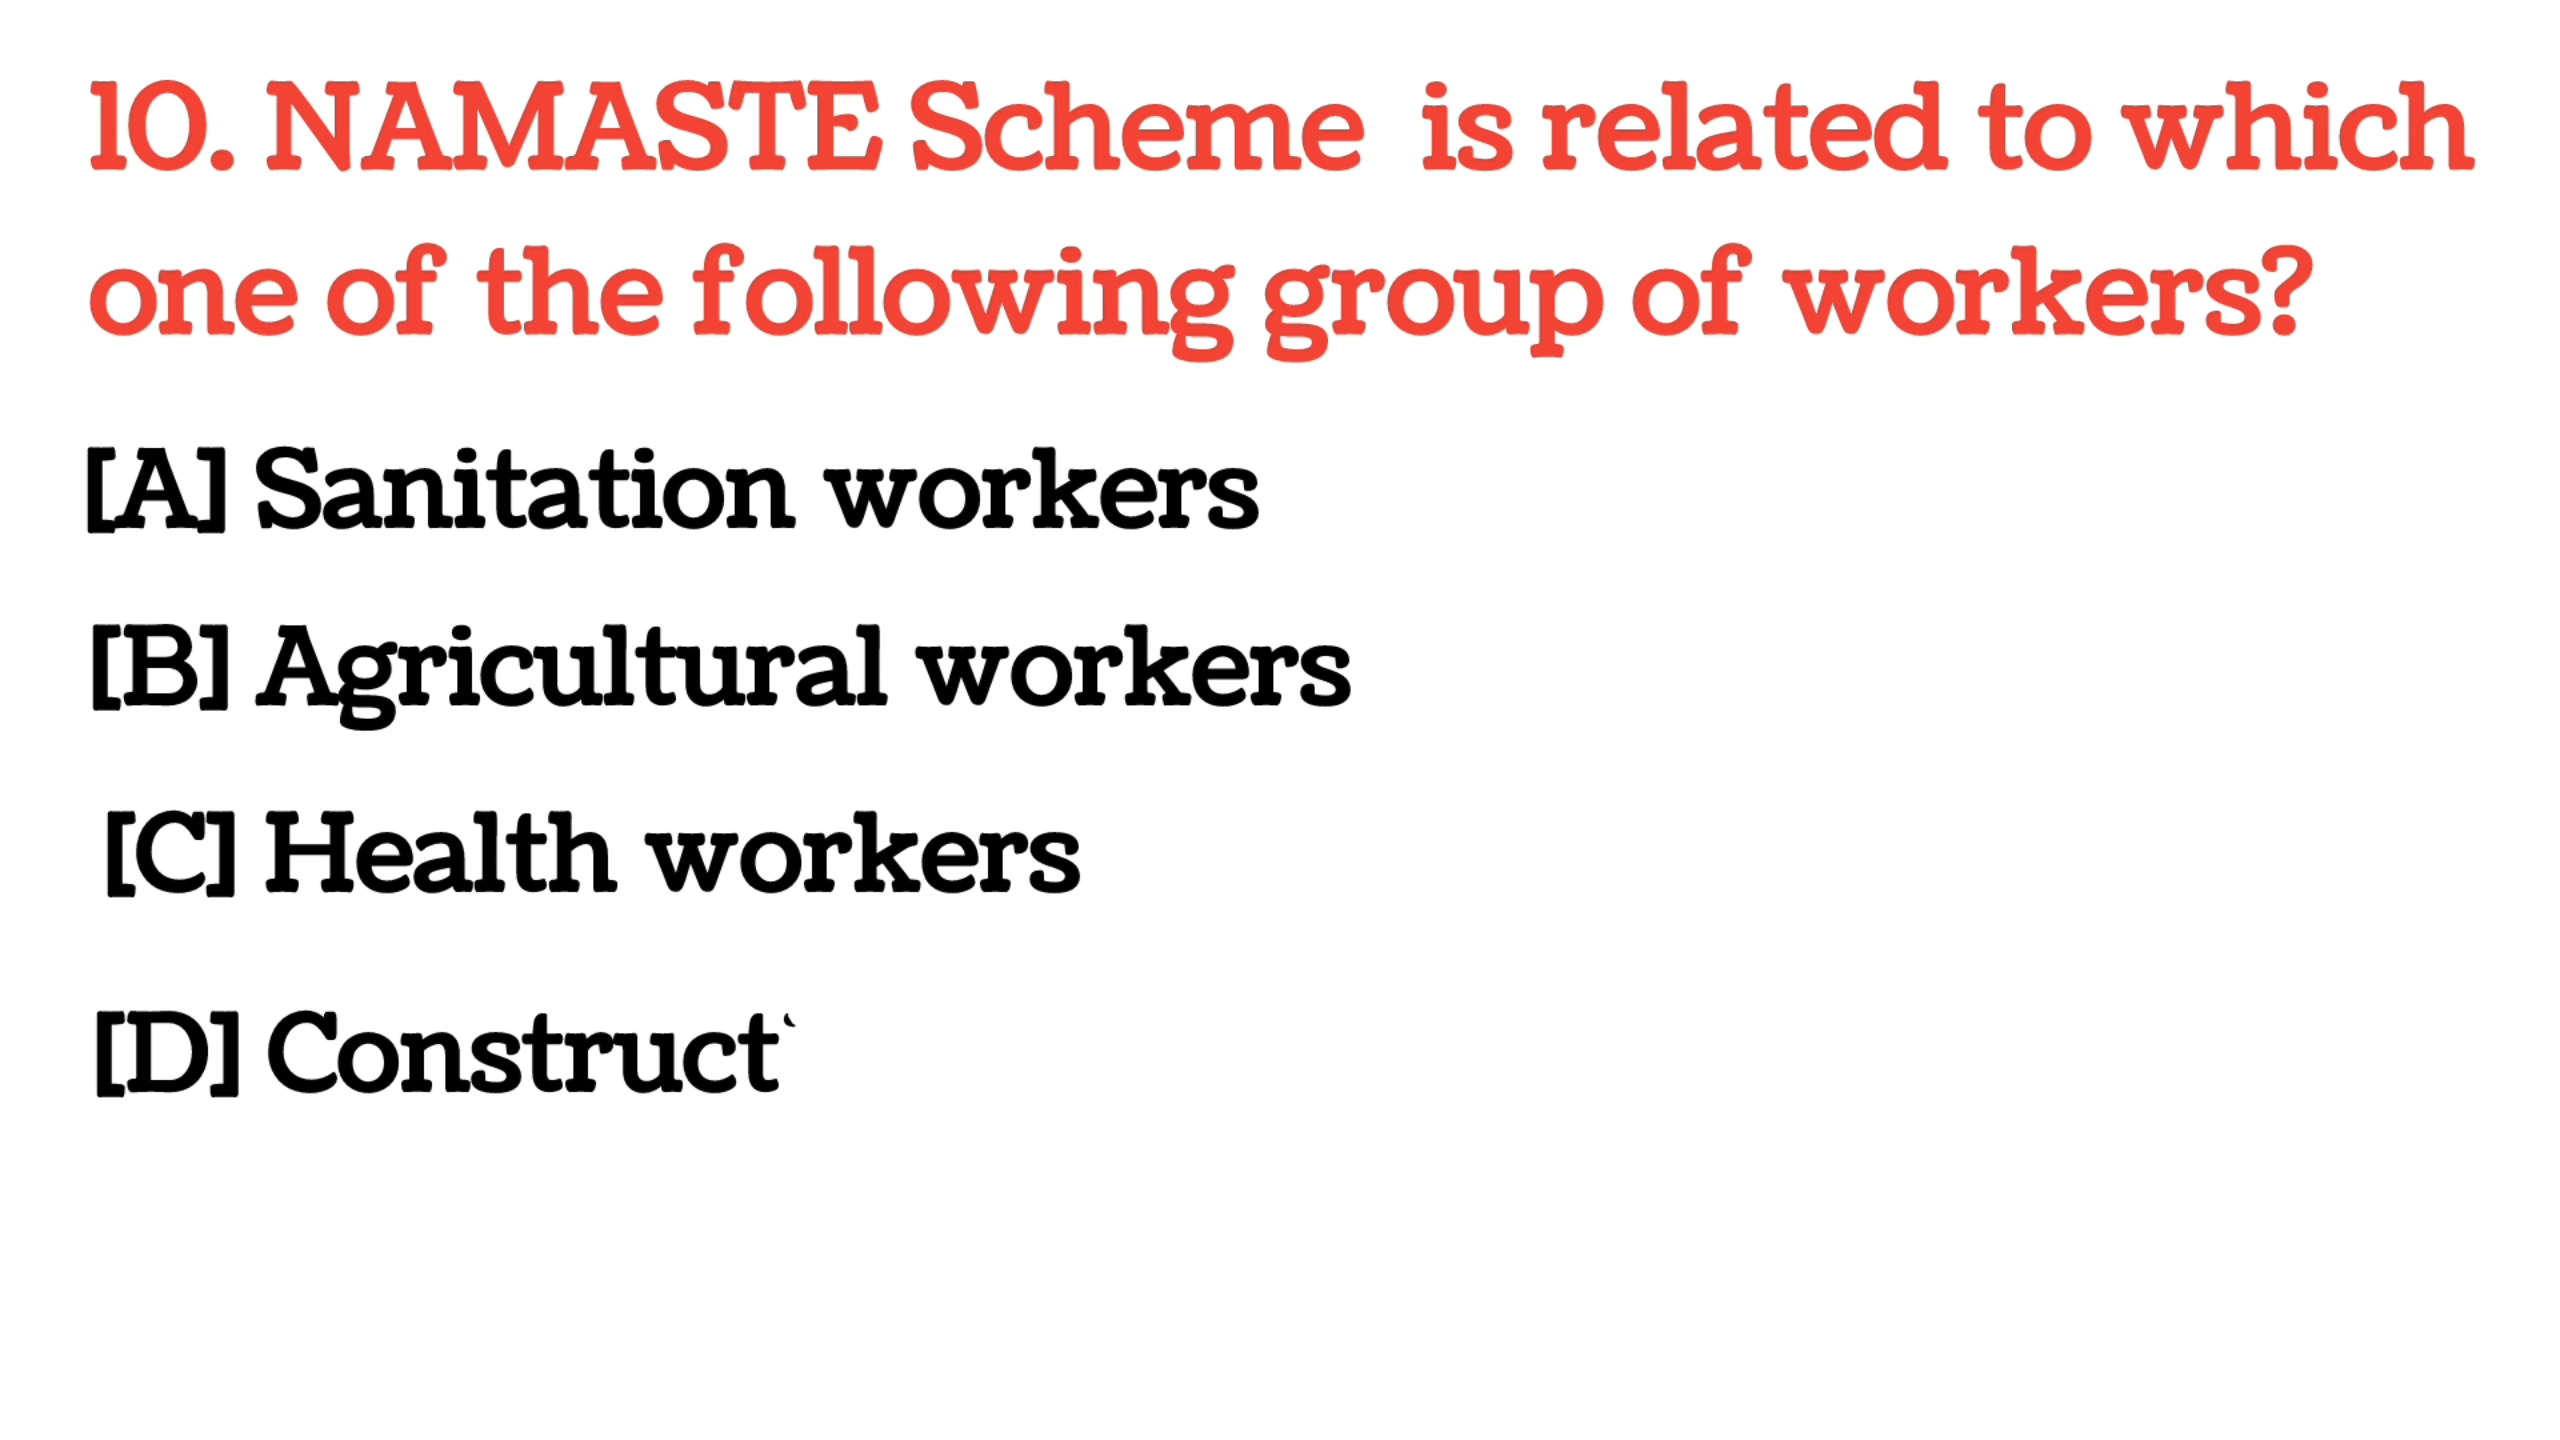 10. NAMASTE Scheme is related to which
one of the following group of workers?
[A] Sanitation workers
[B] Agricultural workers
[C] Health workers
[D] Construct